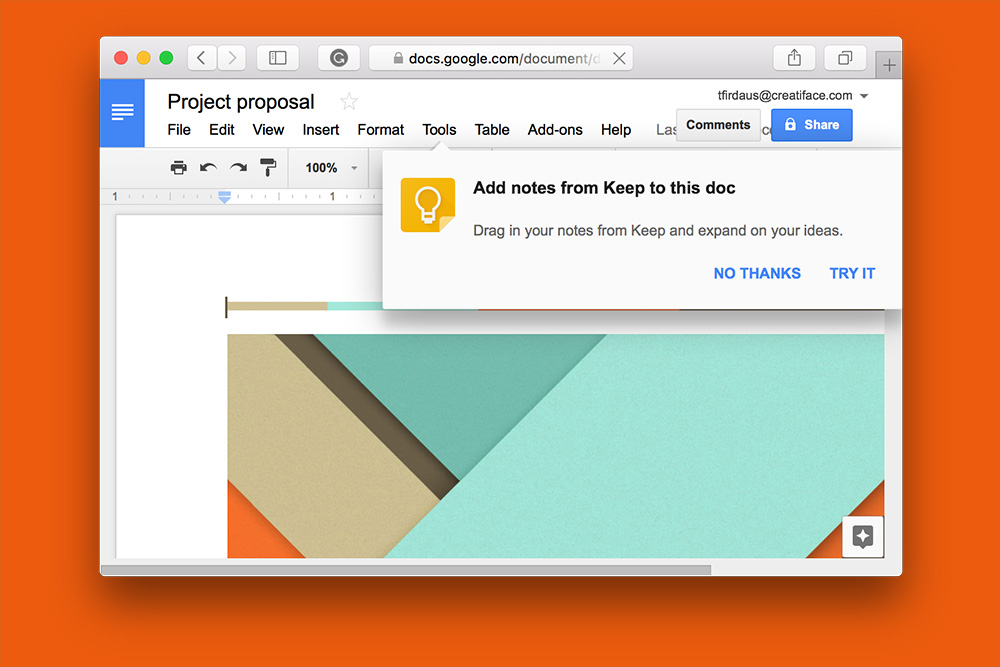 docs.google.com/document/d
Project proposal
tfirdaus@creatiface.com
File Edit View Insert Format Tools Table Add-ons Help
Comments
Share
100%
1 1
Add notes from Keep to this doc
Drag in your notes from Keep and expand on your ideas.
NO THANKS TRY IT